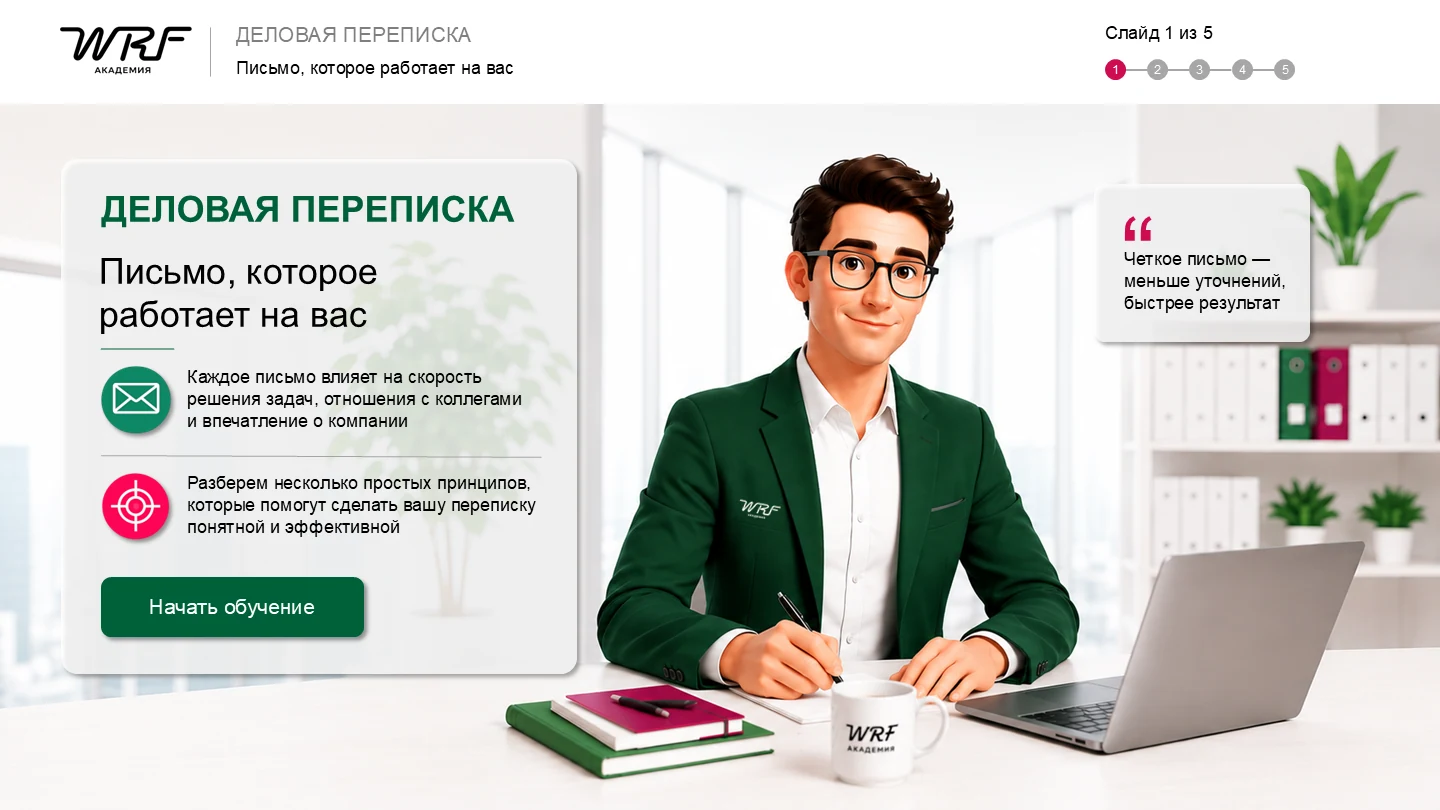 WRF
АКАДЕМИЯ
ДЕЛОВАЯ ПЕРЕПИСКА
Письмо, которое работает на вас
Слайд 1 из 5
1 2 3 4 5
ДЕЛОВАЯ ПЕРЕПИСКА
Письмо, которое
работает на вас
Каждое письмо влияет на скорость
решения задач, отношения с коллегами
и впечатление о компании
Разберем несколько простых принципов,
которые помогут сделать вашу переписку
понятной и эффективной
Начать обучение
“
Четкое письмо —
меньше уточнений,
быстрее результат
WRF
АКАДЕМИЯ
WRF
АКАДЕМИЯ